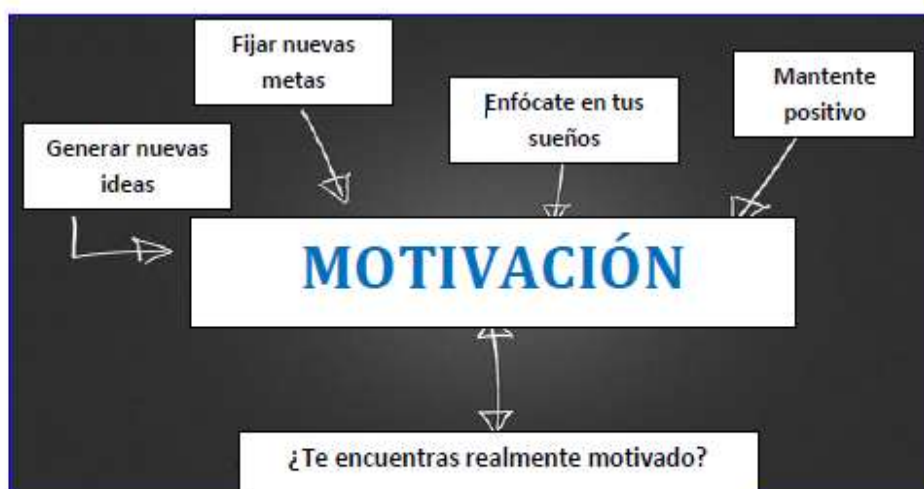 Fijar nuevas
metas
Enfócate en tus
sueños
Mantente
positivo
Generar nuevas
ideas
MOTIVACIÓN
¿Te encuentras realmente motivado?